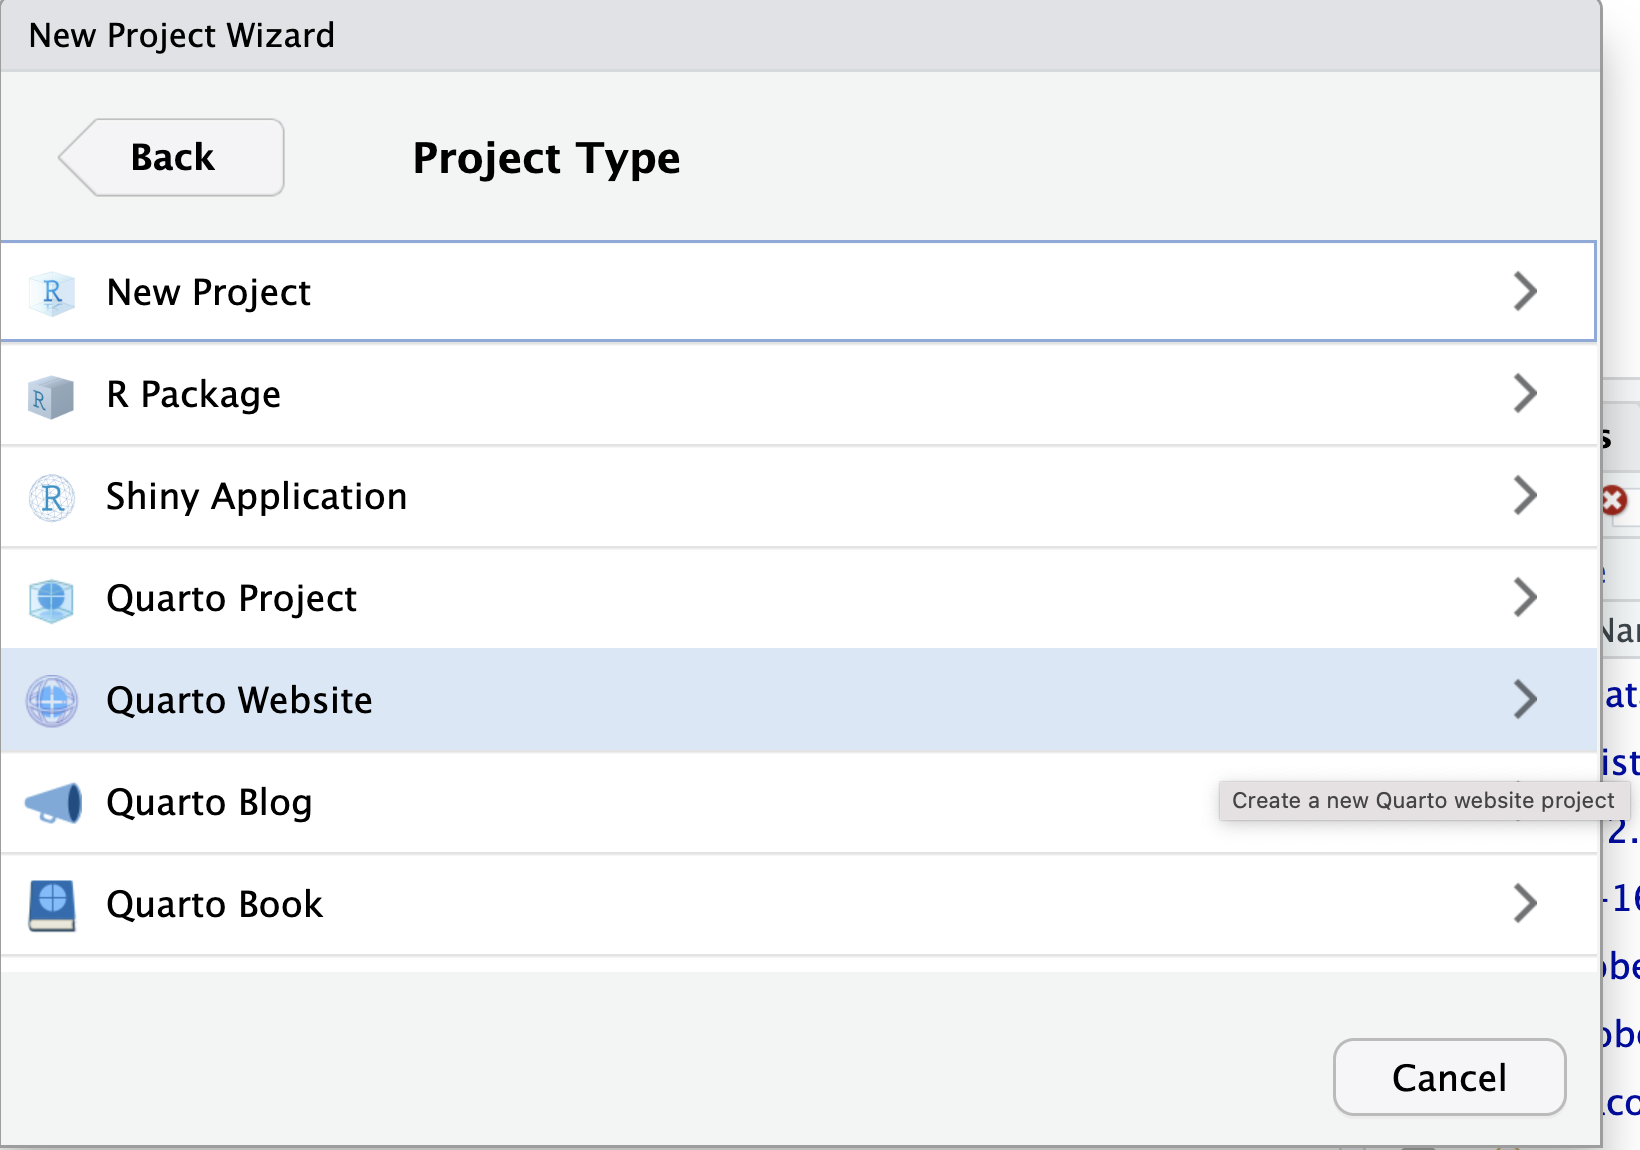 New Project Wizard
Back
Project Type
New Project
R Package
Shiny Application
Quarto Project
Quarto Website
Quarto Blog
Create a new Quarto website project
Quarto Book
Cancel